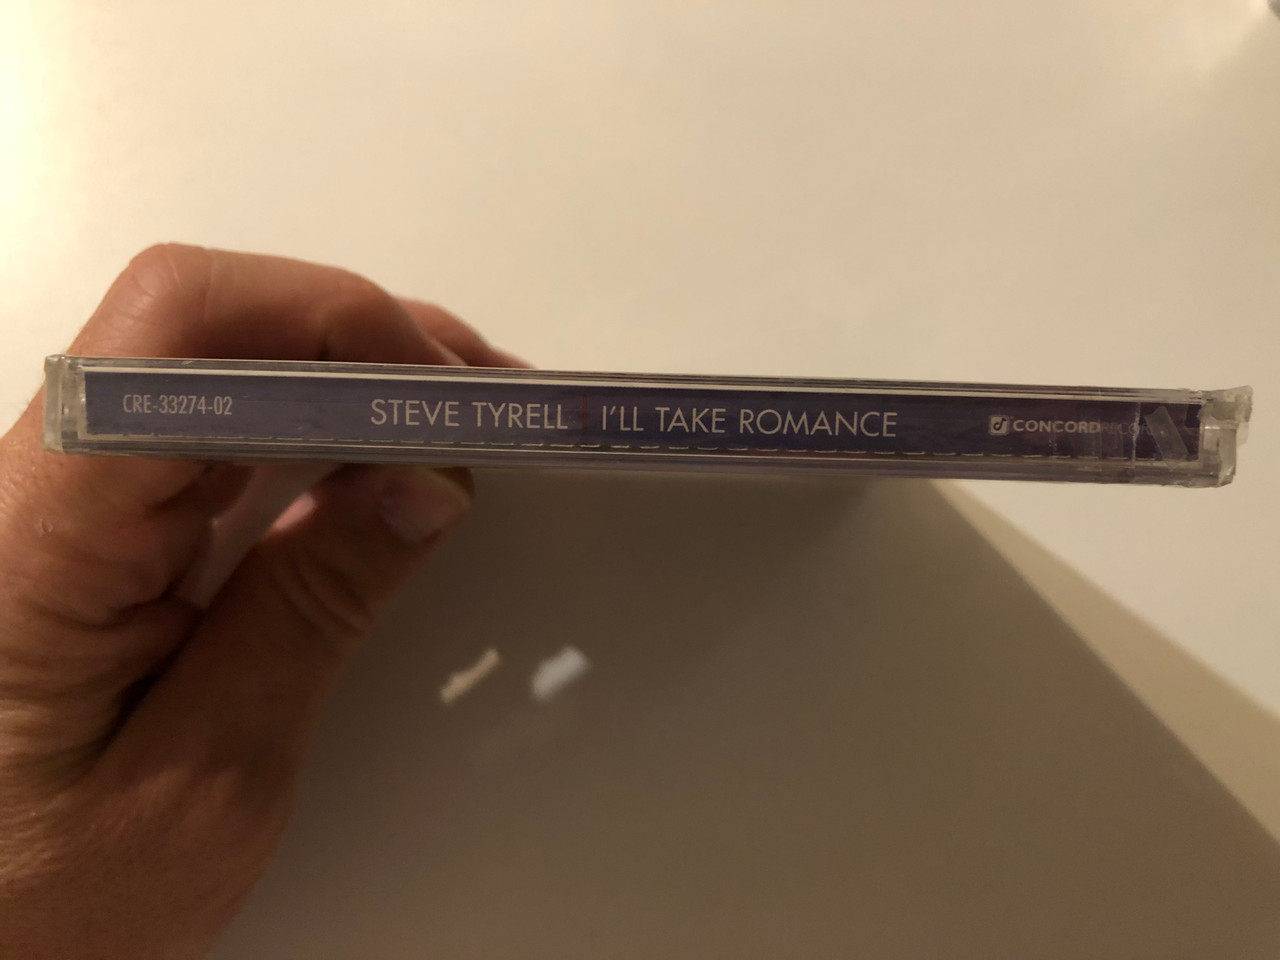 CRE-33274-02 STEVE TYRELL | I'LL TAKE ROMANCE CONCORD